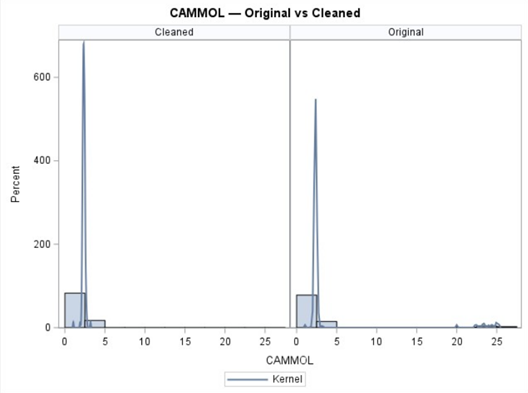 CAMMOL — Original vs Cleaned
Cleaned Original
Percent
600
400
200
0
0 5 10 15 20 25 0 5 10 15 20 25
CAMMOL
Kernel